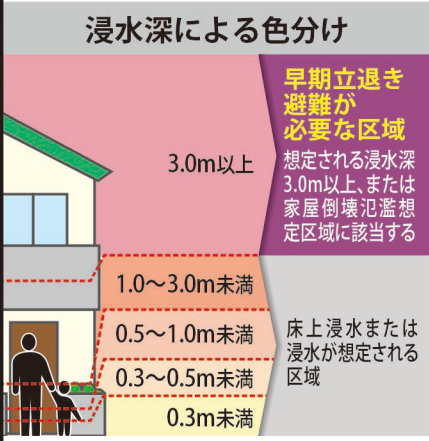 浸水深による色分け
早期立退き
避難が
必要な区域
想定される浸水深
3.0m以上、または
家屋倒壊氾濫想
定区域に該当する
3.0m以上
1.0〜3.0m未満
0.5〜1.0m未満
0.3〜0.5m未満
0.3m未満
床上浸水または
浸水が想定される
区域